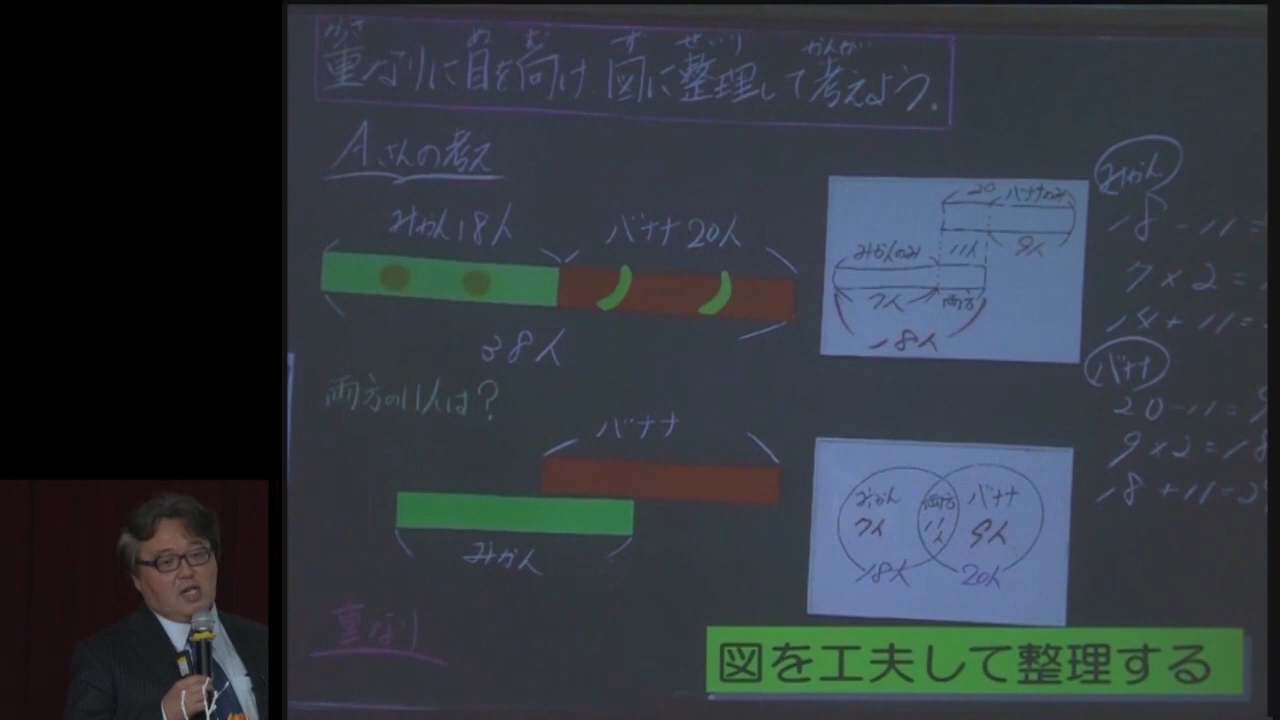 かさ め む ず せいり かんが
重なりに目を向け 図に整理して考えよう。
Aさんの考え
みかん18人
バナナ20人
38人
両方の11人は?
バナナ
みかん
重なり
20 バナナのみ
みかんのみ 11人 9人
7人 両方
18人
みかん 両方 バナナ
7人 11人 9人
18人 20人
みかん
18-11=
7×2=
14+11=
バナナ
20-11=9
9×2=18
18+11=2
図を工夫して整理する